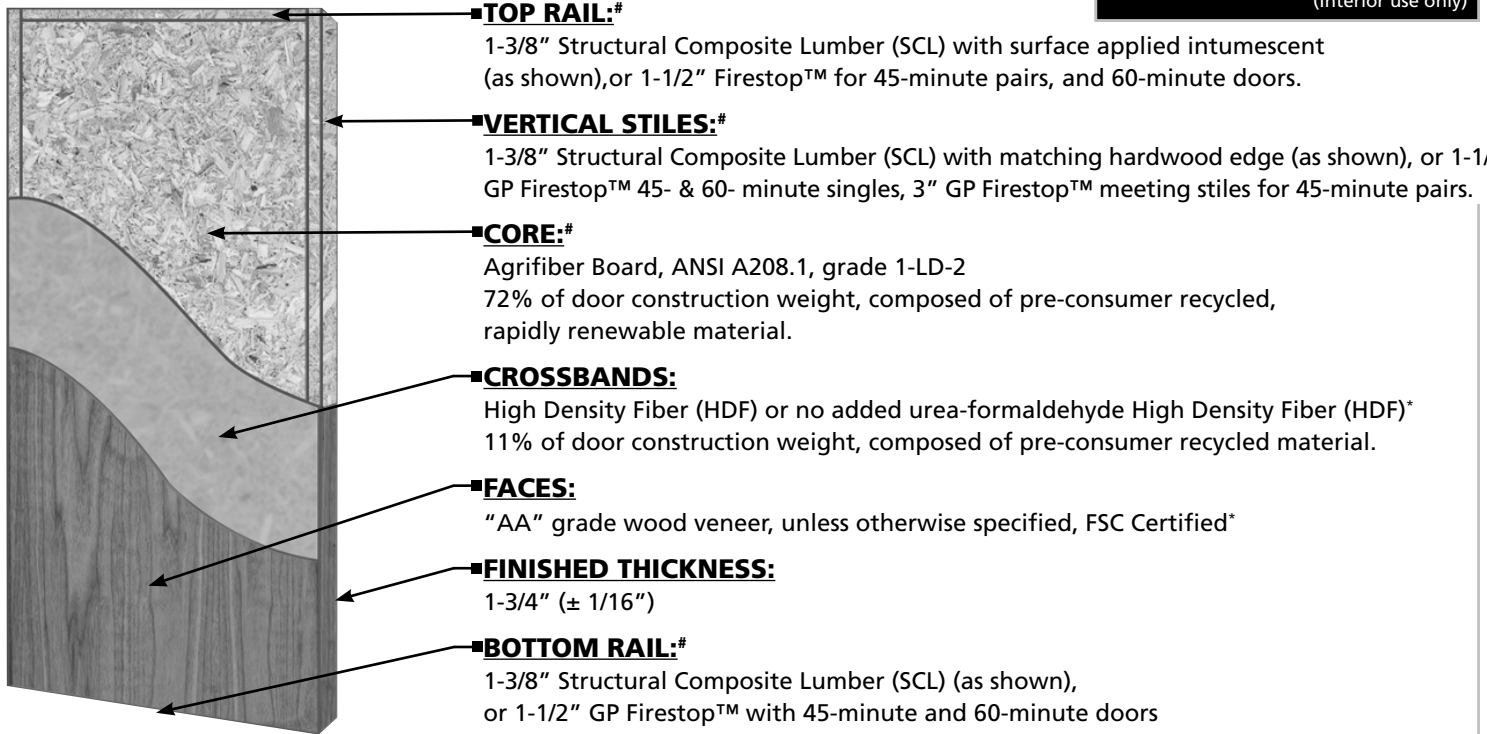 (interior use only)
TOP RAIL:#
1-3/8” Structural Composite Lumber (SCL) with surface applied intumescent
(as shown),or 1-1/2” Firestop™ for 45-minute pairs, and 60-minute doors.
VERTICAL STILES:#
1-3/8” Structural Composite Lumber (SCL) with matching hardwood edge (as shown), or 1-1/
GP Firestop™ 45- & 60- minute singles, 3” GP Firestop™ meeting stiles for 45-minute pairs.
CORE:#
Agrifiber Board, ANSI A208.1, grade 1-LD-2
72% of door construction weight, composed of pre-consumer recycled,
rapidly renewable material.
CROSSBANDS:
High Density Fiber (HDF) or no added urea-formaldehyde High Density Fiber (HDF)*
11% of door construction weight, composed of pre-consumer recycled material.
FACES:
“AA” grade wood veneer, unless otherwise specified, FSC Certified*
FINISHED THICKNESS:
1-3/4” (± 1/16”)
BOTTOM RAIL:#
1-3/8” Structural Composite Lumber (SCL) (as shown),
or 1-1/2” GP Firestop™ with 45-minute and 60-minute doors